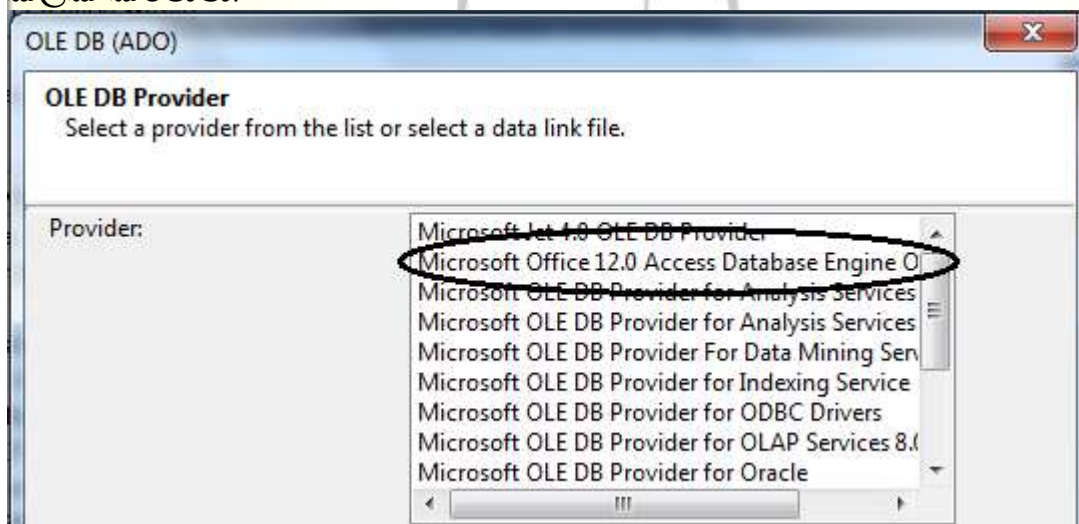 OLE DB (ADO)
OLE DB Provider
Select a provider from the list or select a data link file.
Provider:
Microsoft Jet 4.0 OLE DB Provider
Microsoft Office 12.0 Access Database Engine O
Microsoft OLE DB Provider for Analysis Services
Microsoft OLE DB Provider for Analysis Services
Microsoft OLE DB Provider For Data Mining Serv
Microsoft OLE DB Provider for Indexing Service
Microsoft OLE DB Provider for ODBC Drivers
Microsoft OLE DB Provider for OLAP Services 8.0
Microsoft OLE DB Provider for Oracle